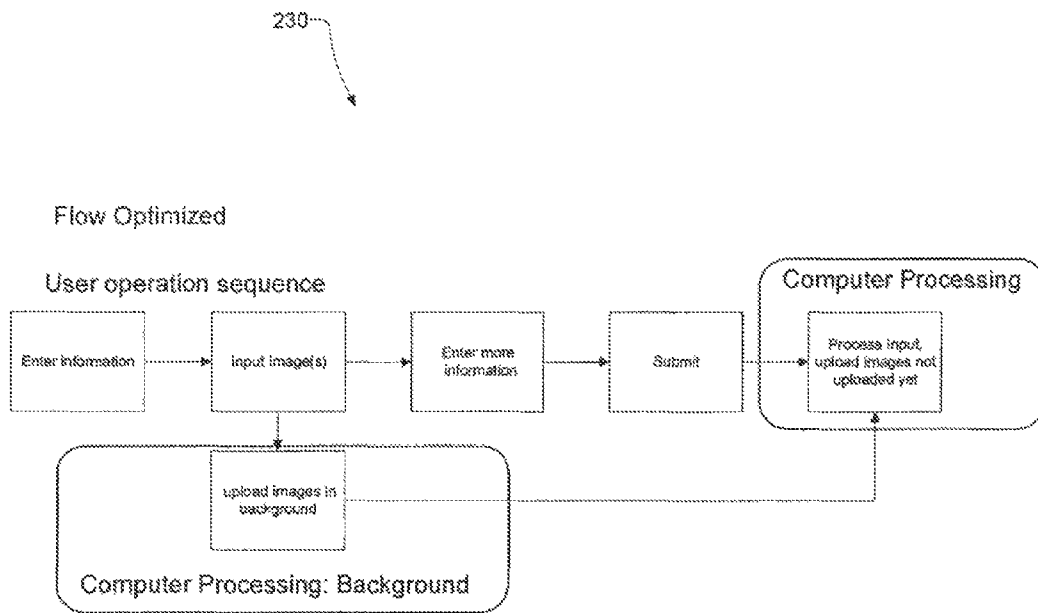 230
Flow Optimized
User operation sequence
Computer Processing
Enter information
input image(s)
Enter more
information
Submit
Process input,
upload images not
uploaded yet
upload images in
background
Computer Processing: Background